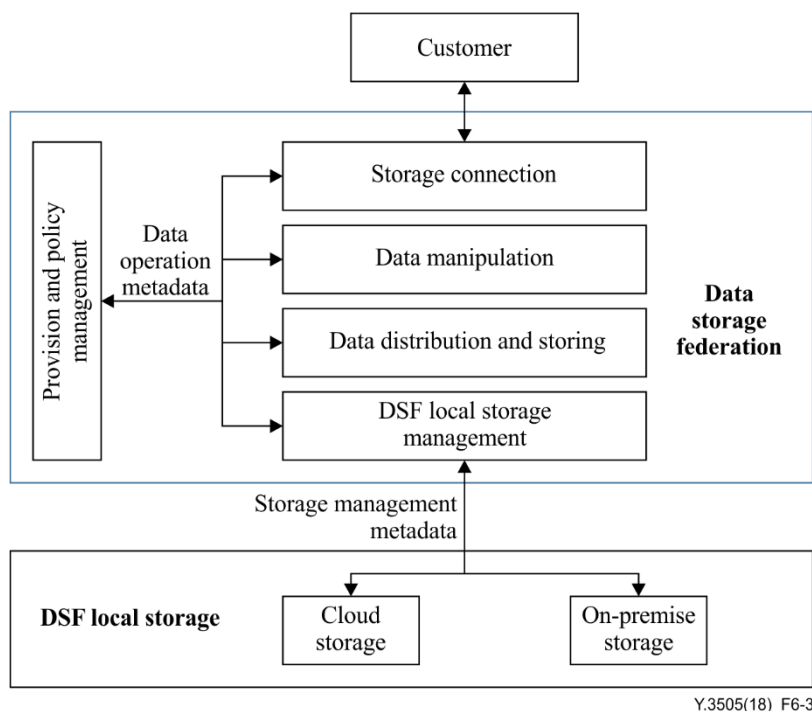 Customer
Storage connection
Provision and policy
management
Data
operation
metadata
Data manipulation
Data
storage
federation
Data distribution and storing
DSF local storage
management
Storage management
metadata
DSF local storage
Cloud
storage
On-premise
storage
Y.3505(18)_F6-3